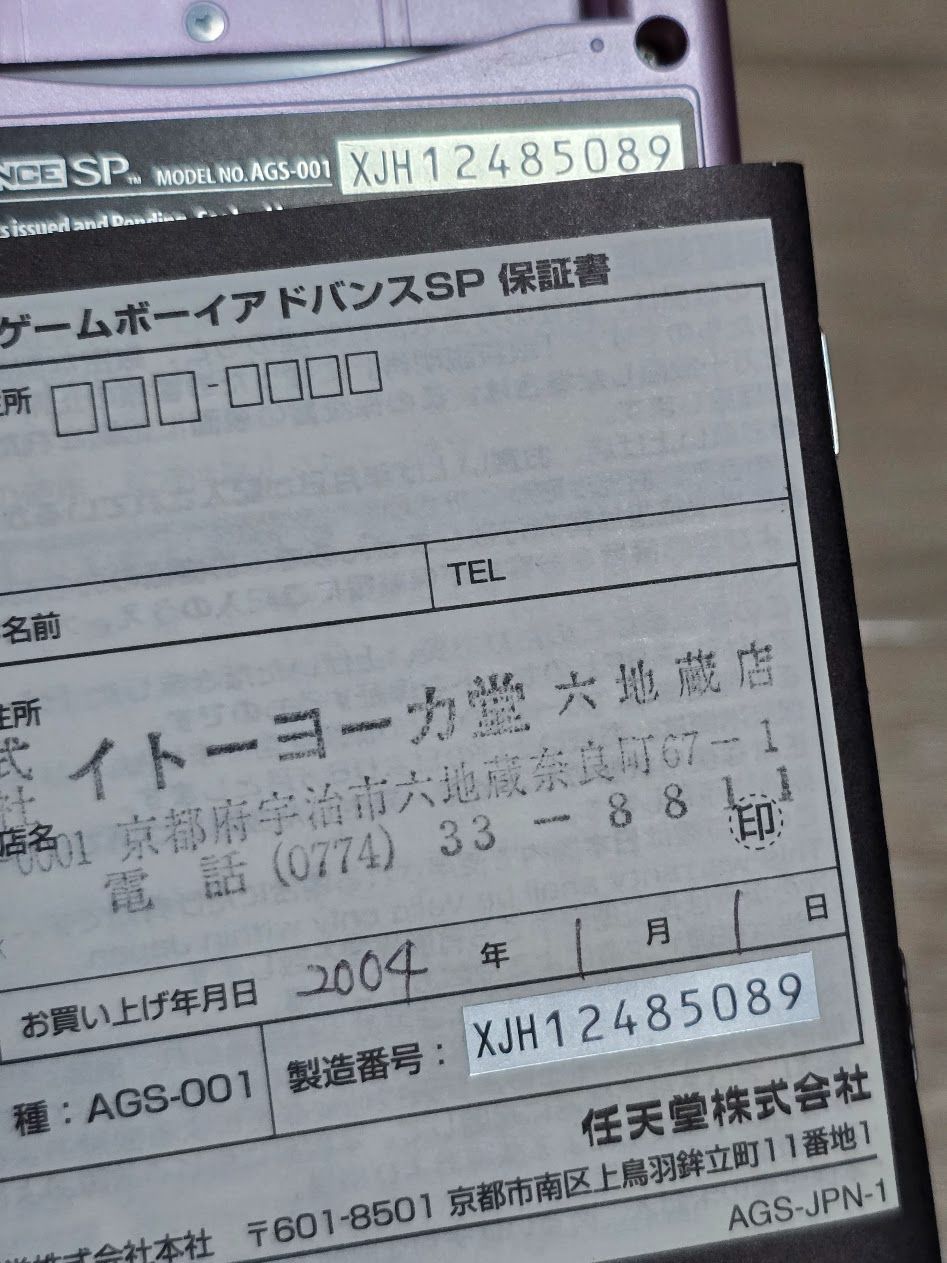 NCE SP™ MODEL NO. AGS-001 XJH12485089
s issued and Pending.
ゲームボーイアドバンスSP 保証書
住所 □□□-□□□□
名前 TEL
住所
式 イトーヨーカ堂 六地蔵店
社
店名 -0001 京都府宇治市六地蔵奈良町67-1
電話 (0774) 33-8811
印
お買い上げ年月日 2004 年 1 月 1 日
種：AGS-001 製造番号： XJH12485089
任天堂株式会社
堂株式会社本社 〒601-8501 京都市南区上鳥羽鉾立町11番地1
AGS-JPN-1